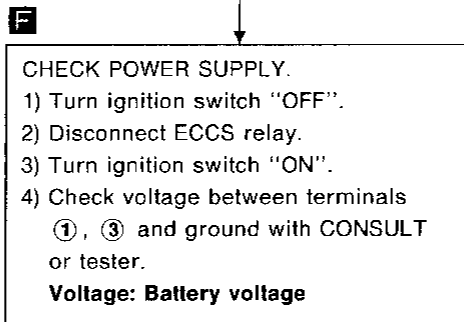 F
CHECK POWER SUPPLY.
1) Turn ignition switch "OFF".
2) Disconnect ECCS relay.
3) Turn ignition switch "ON".
4) Check voltage between terminals
①, ③ and ground with CONSULT
or tester.
Voltage: Battery voltage